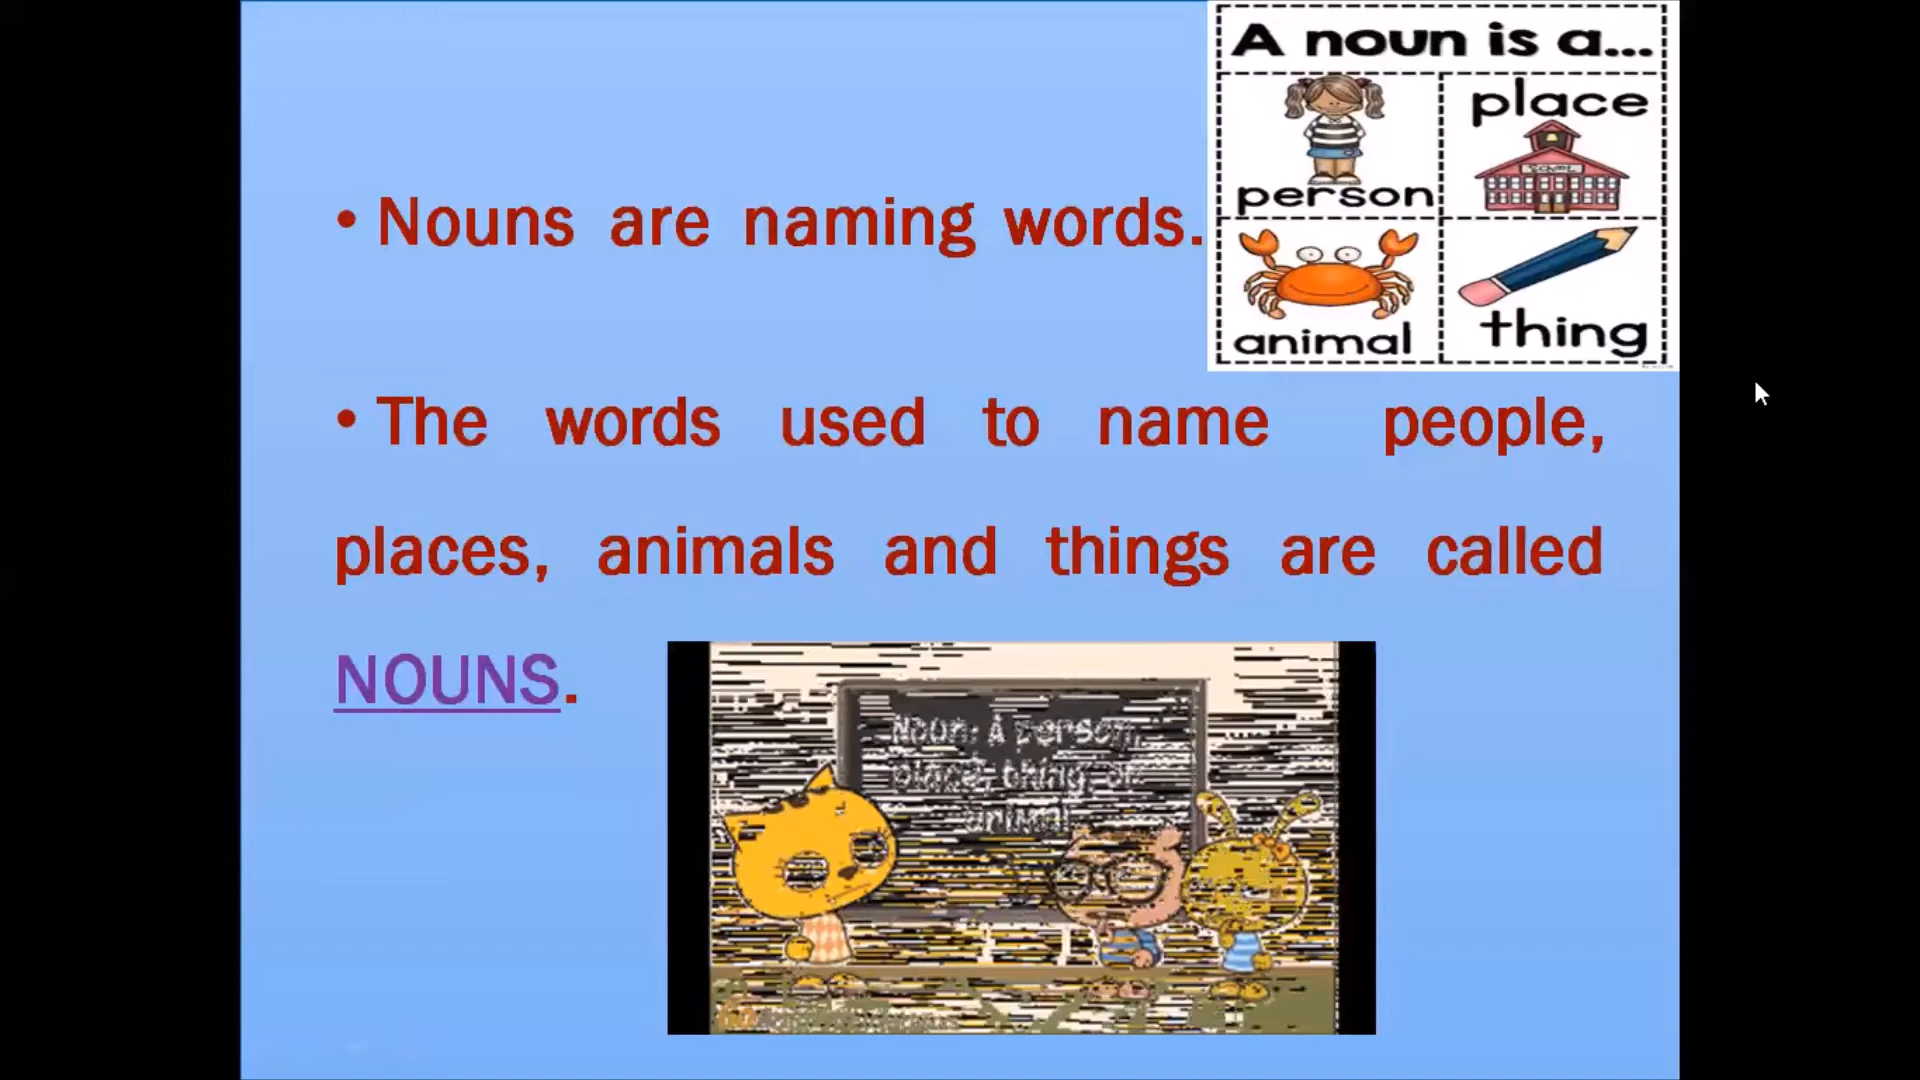 A noun is a...
place
SCHOOL
person
• Nouns are naming words.
animal
thing
• The words used to name people,
places, animals and things are called
NOUNS.
Noun: A person,
place, thing, or
animal.